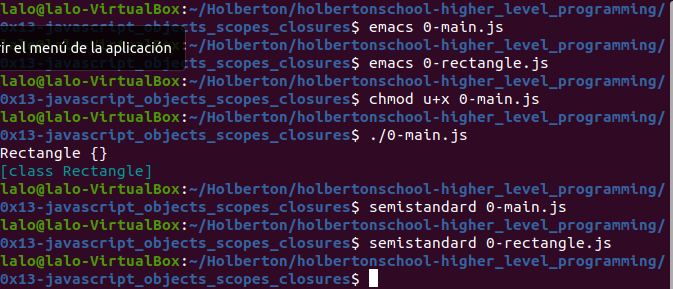 lalo@lalo-VirtualBox:~/Holberton/holbertonschool-higher_level_programming/
0x13-javascript_objects_scopes_closures$ emacs 0-main.js
rir el menú de la aplicación
lalo@lalo-VirtualBox:~/Holberton/holbertonschool-higher_level_programming/
0x13-javascript_objects_scopes_closures$ emacs 0-rectangle.js
lalo@lalo-VirtualBox:~/Holberton/holbertonschool-higher_level_programming/
0x13-javascript_objects_scopes_closures$ chmod u+x 0-main.js
lalo@lalo-VirtualBox:~/Holberton/holbertonschool-higher_level_programming/
0x13-javascript_objects_scopes_closures$ ./0-main.js
Rectangle {}
[class Rectangle]
lalo@lalo-VirtualBox:~/Holberton/holbertonschool-higher_level_programming/
0x13-javascript_objects_scopes_closures$ semistandard 0-main.js
lalo@lalo-VirtualBox:~/Holberton/holbertonschool-higher_level_programming/
0x13-javascript_objects_scopes_closures$ semistandard 0-rectangle.js
lalo@lalo-VirtualBox:~/Holberton/holbertonschool-higher_level_programming/
0x13-javascript_objects_scopes_closures$